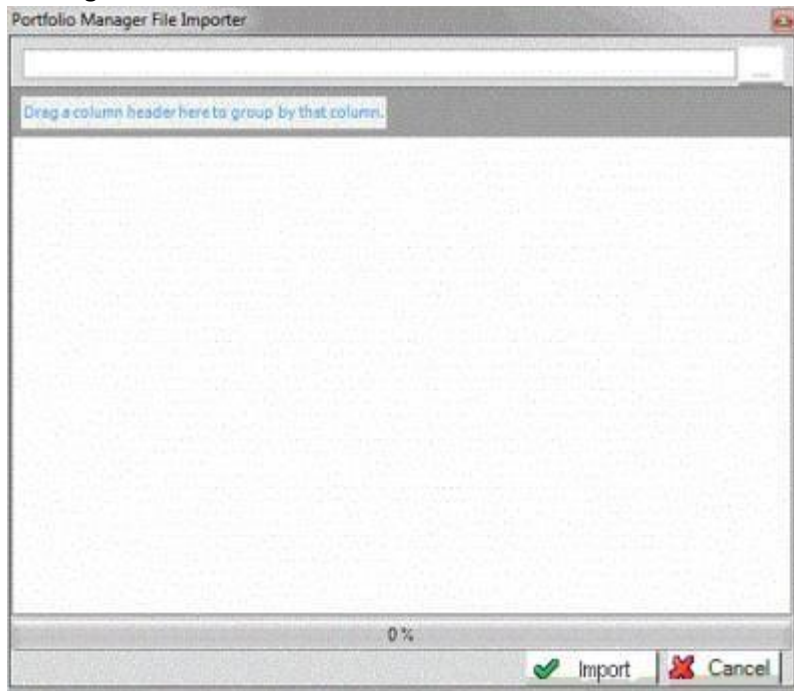 Portfolio Manager File Importer
...
Drag a column header here to group by that column.
0 %
Import
Cancel